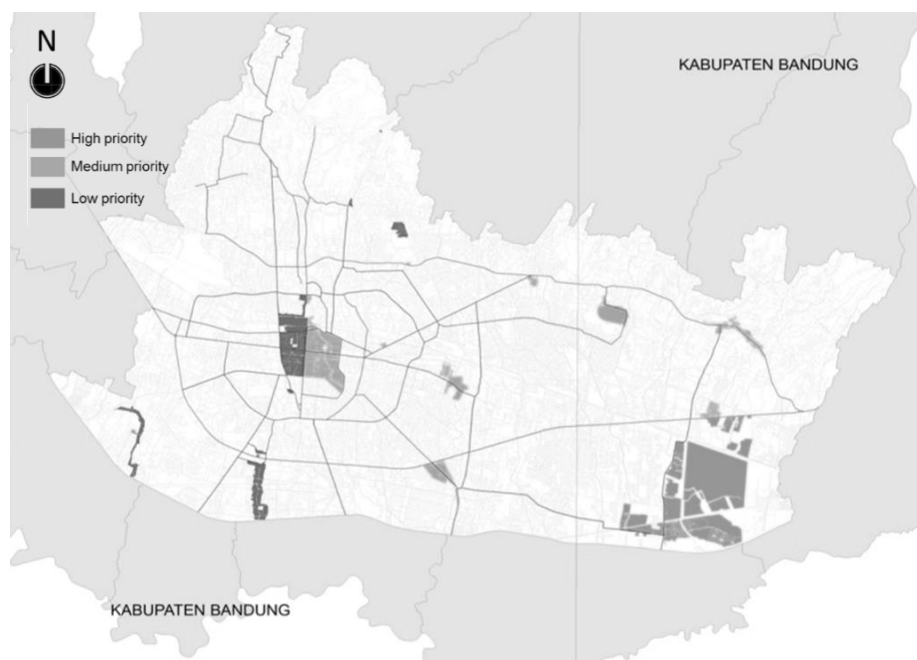 N
KABUPATEN BANDUNG
High priority
Medium priority
Low priority
KABUPATEN BANDUNG